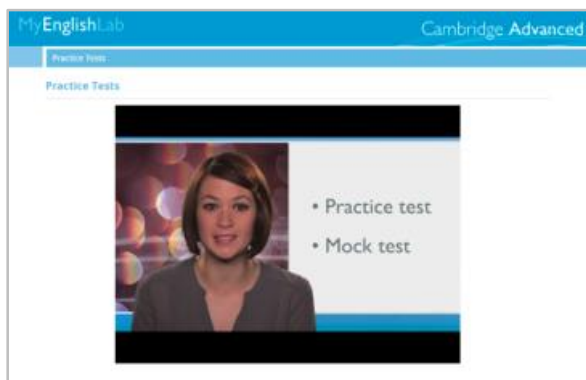 MyEnglishLab
Cambridge Advanced
Practice Tests
Practice Tests
• Practice test
• Mock test